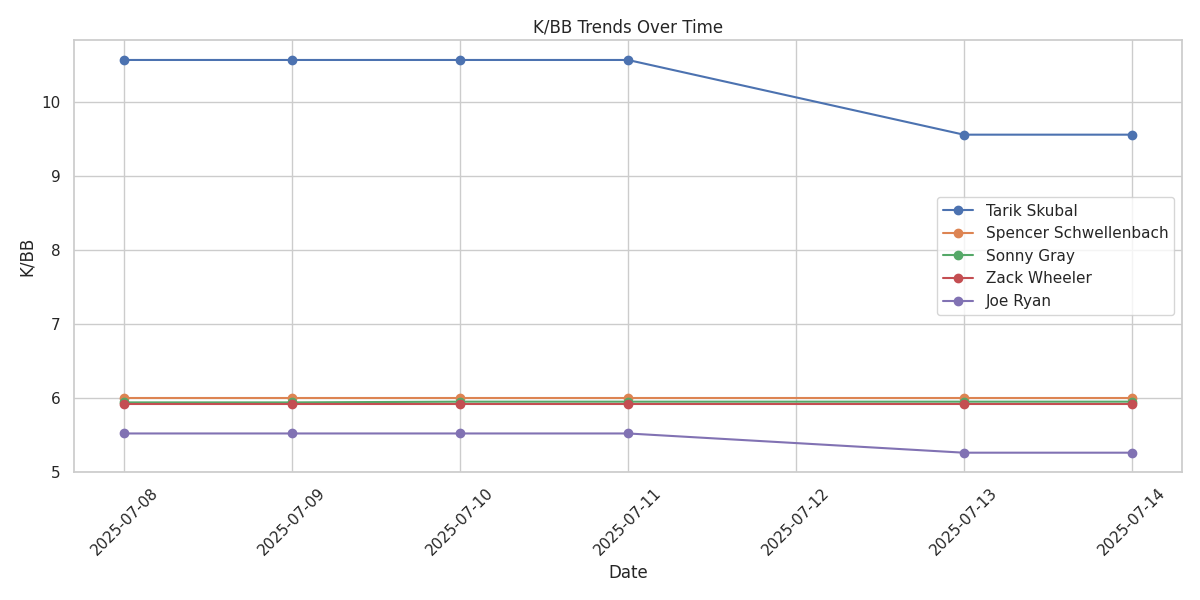 K/BB Trends Over Time
K/BB
10
9
8
7
6
5
Tarik Skubal
Spencer Schwellenbach
Sonny Gray
Zack Wheeler
Joe Ryan
2025-07-08
2025-07-09
2025-07-10
2025-07-11
2025-07-12
2025-07-13
2025-07-14
Date